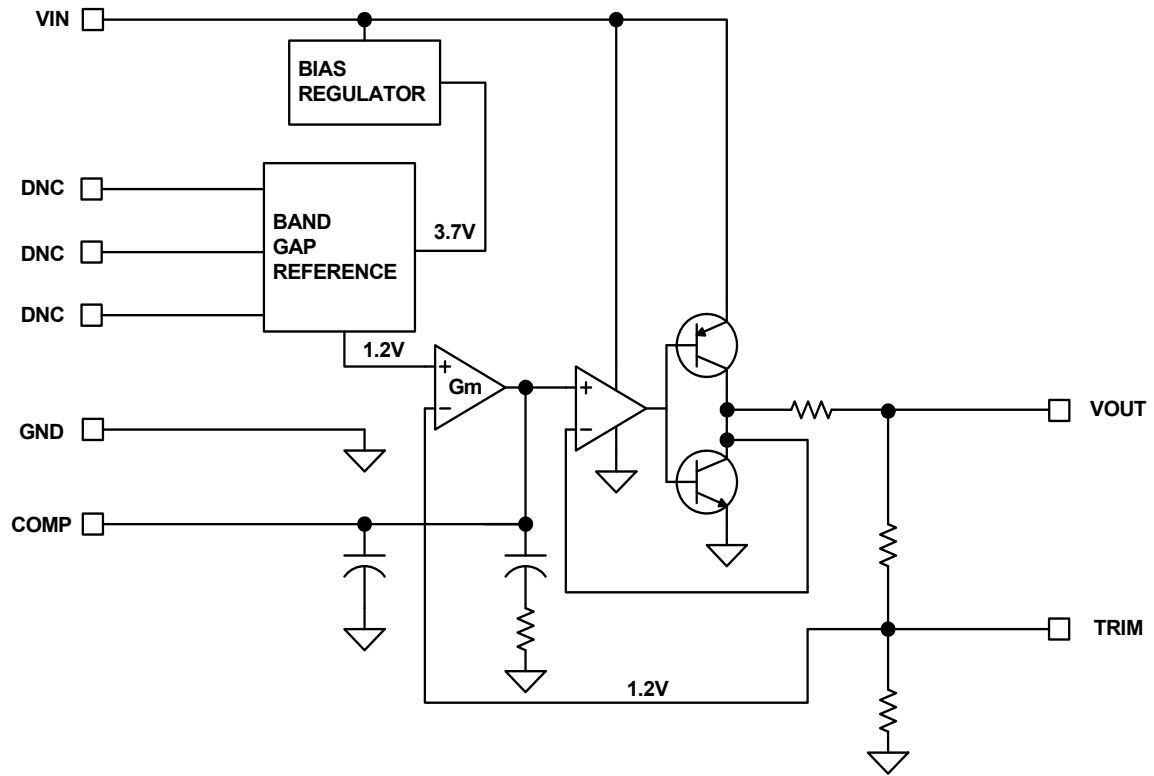 VIN
BIAS
REGULATOR
DNC
BAND
GAP
REFERENCE
3.7V
DNC
DNC
1.2V
+
Gm
−
+
−
VOUT
GND
COMP
TRIM
1.2V